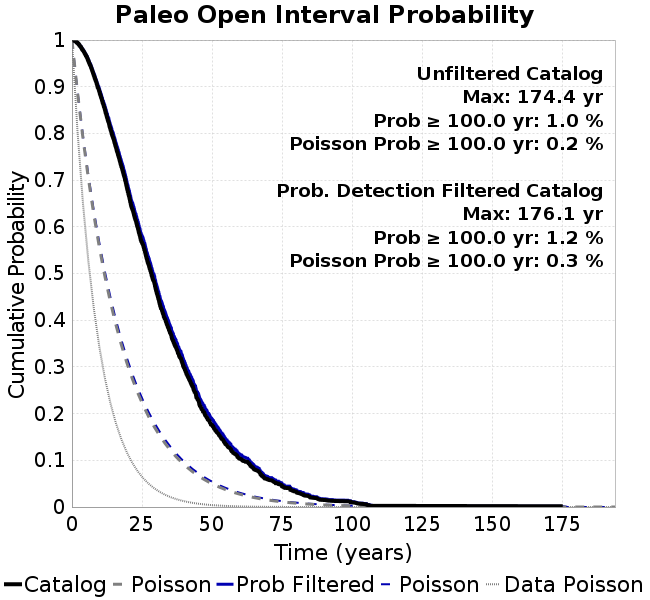 Paleo Open Interval Probability
Cumulative Probability
1
0.9
0.8
0.7
0.6
0.5
0.4
0.3
0.2
0.1
0
Unfiltered Catalog
Max: 174.4 yr
Prob ≥ 100.0 yr: 1.0 %
Poisson Prob ≥ 100.0 yr: 0.2 %
Prob. Detection Filtered Catalog
Max: 176.1 yr
Prob ≥ 100.0 yr: 1.2 %
Poisson Prob ≥ 100.0 yr: 0.3 %
0 25 50 75 100 125 150 175
Time (years)
Catalog Poisson Prob Filtered Poisson Data Poisson